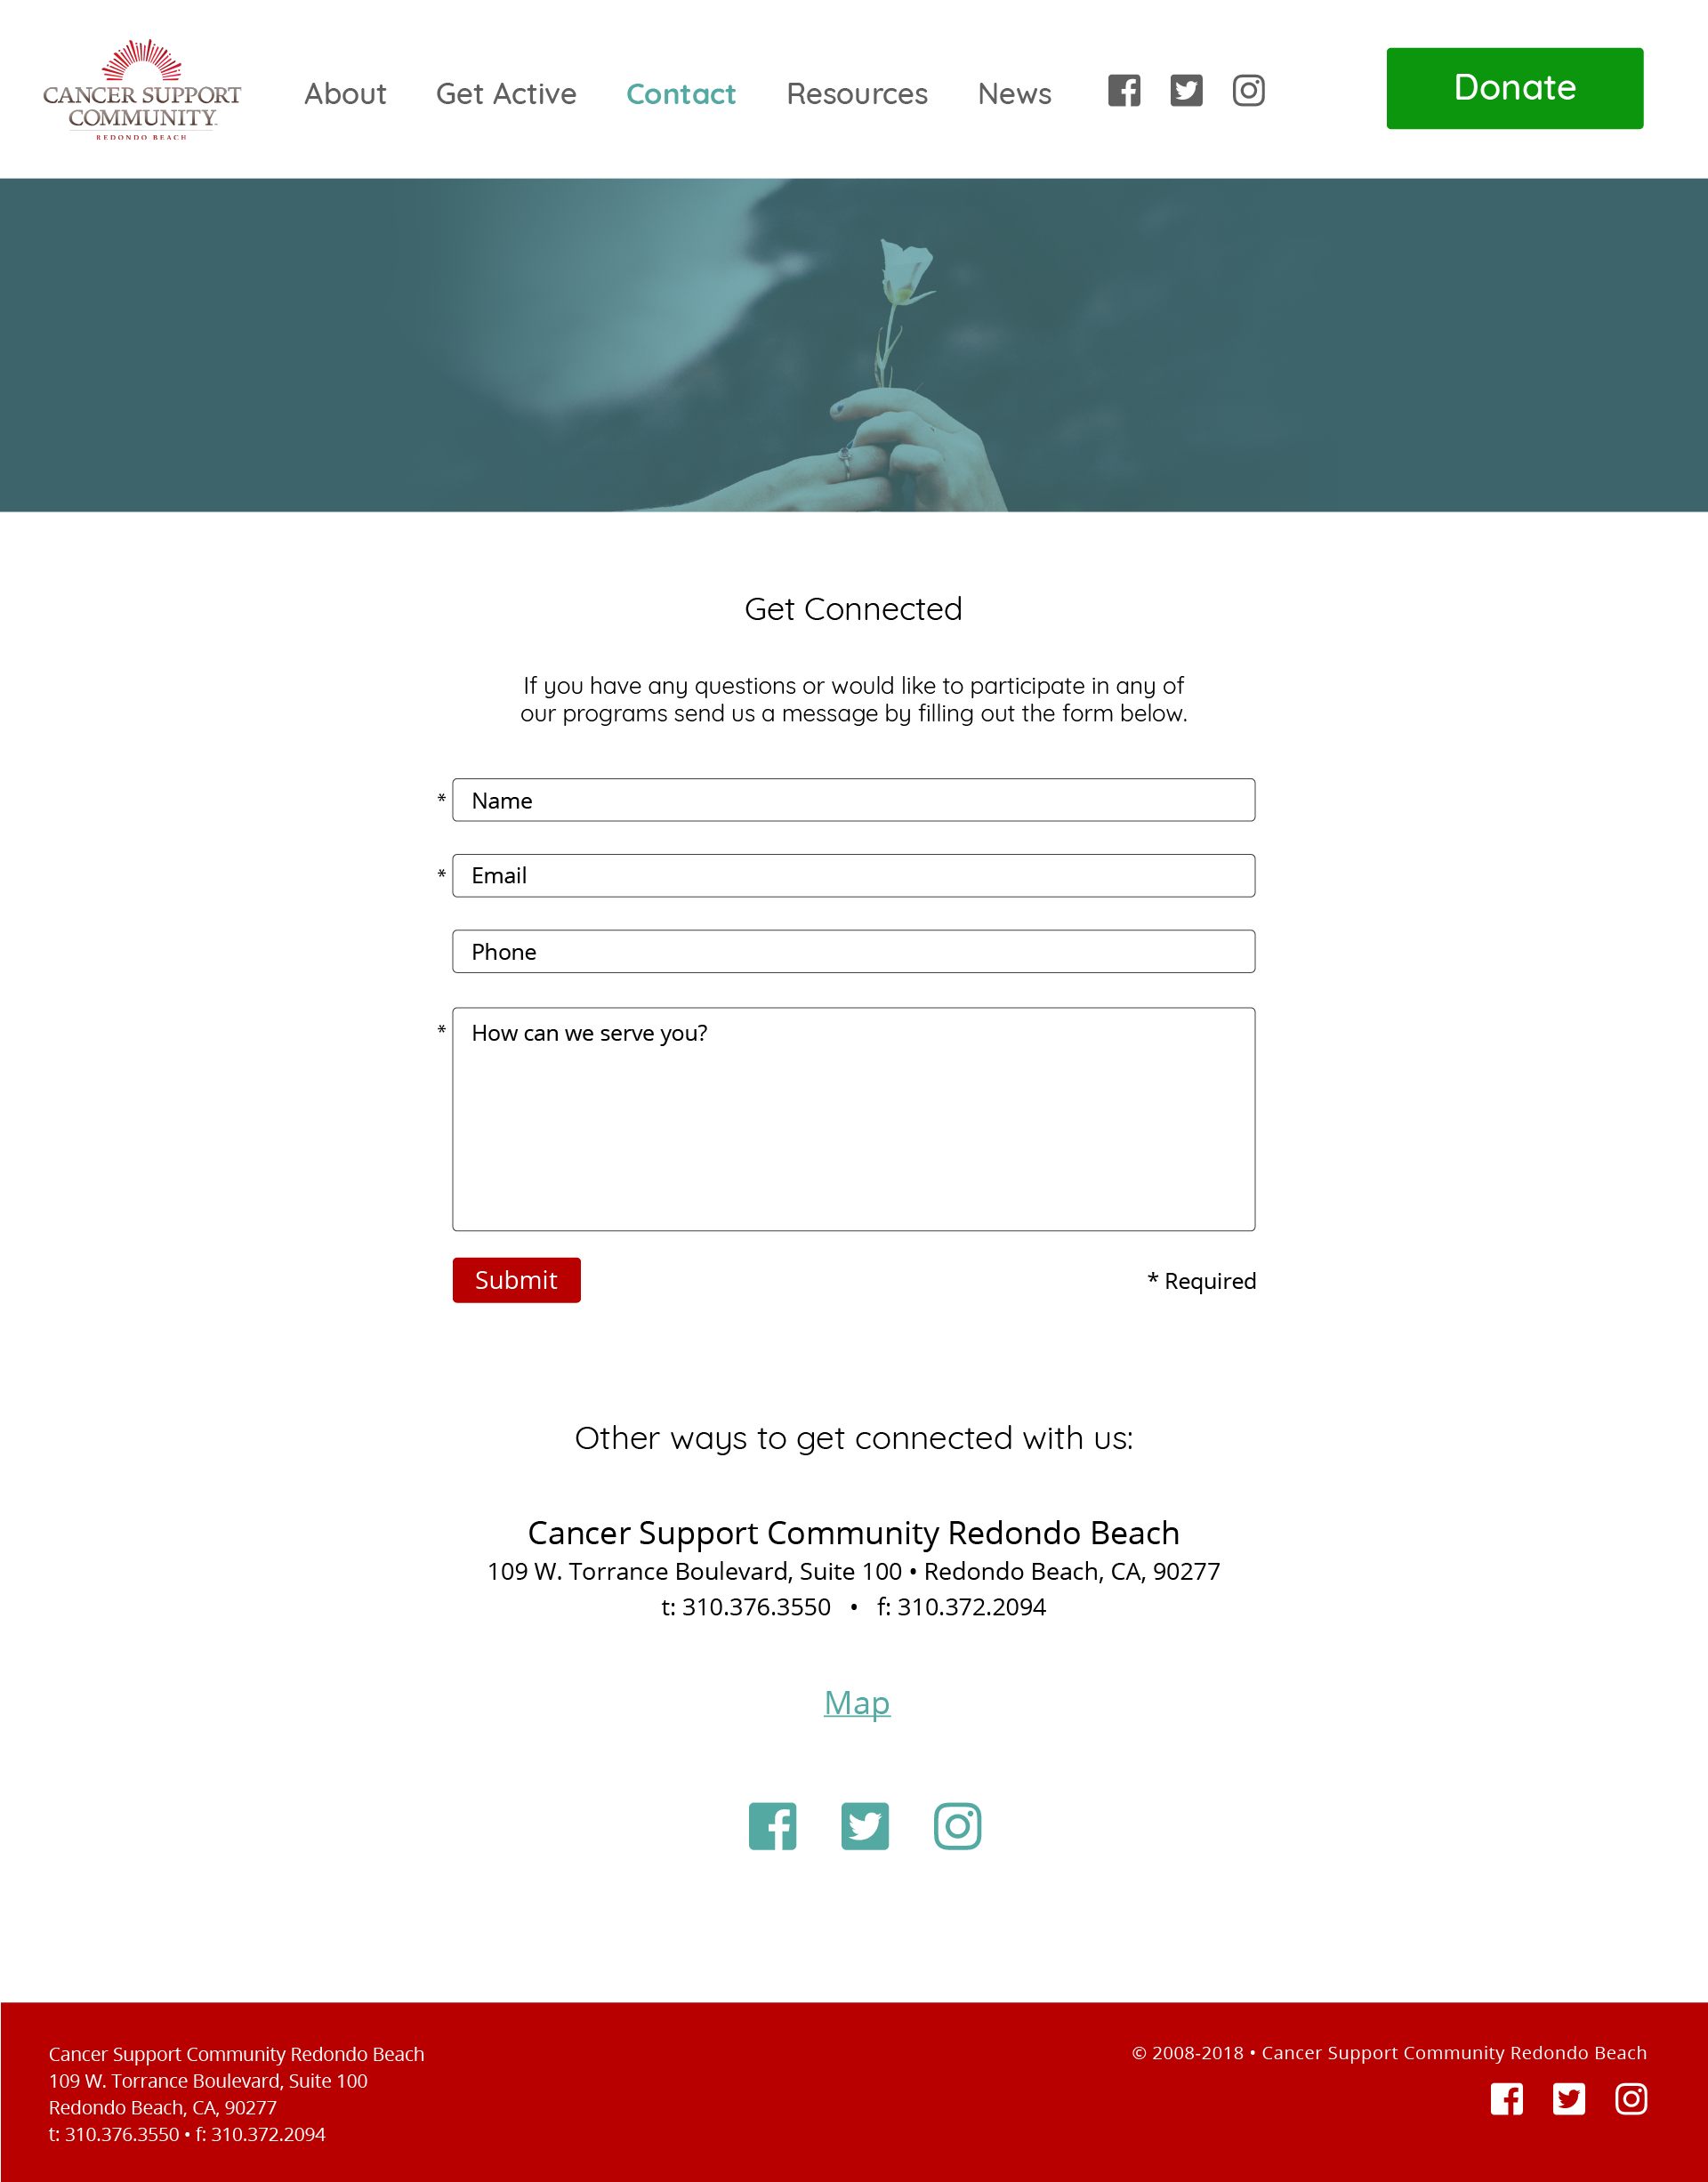 CANCER SUPPORT
COMMUNITY
REDONDO BEACH
About Get Active Contact Resources News
Donate
Get Connected
If you have any questions or would like to participate in any of
our programs send us a message by filling out the form below.
* Name
* Email
Phone
* How can we serve you?
Submit
* Required
Other ways to get connected with us:
Cancer Support Community Redondo Beach
109 W. Torrance Boulevard, Suite 100 • Redondo Beach, CA, 90277
t: 310.376.3550 • f: 310.372.2094
Map
Cancer Support Community Redondo Beach
109 W. Torrance Boulevard, Suite 100
Redondo Beach, CA, 90277
t: 310.376.3550 • f: 310.372.2094
© 2008-2018 • Cancer Support Community Redondo Beach